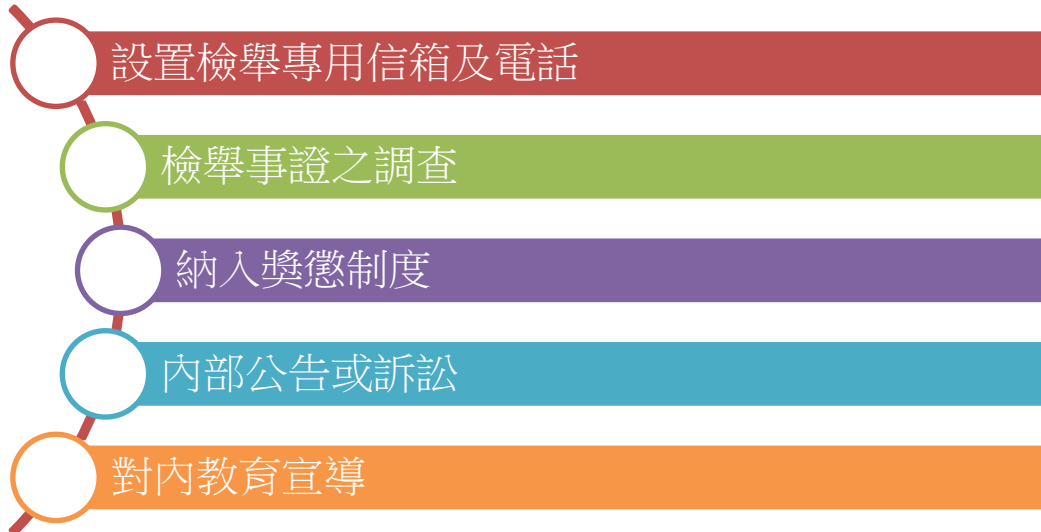 設置檢舉專用信箱及電話
檢舉事證之調查
納入獎懲制度
內部公告或訴訟
對內教育宣導